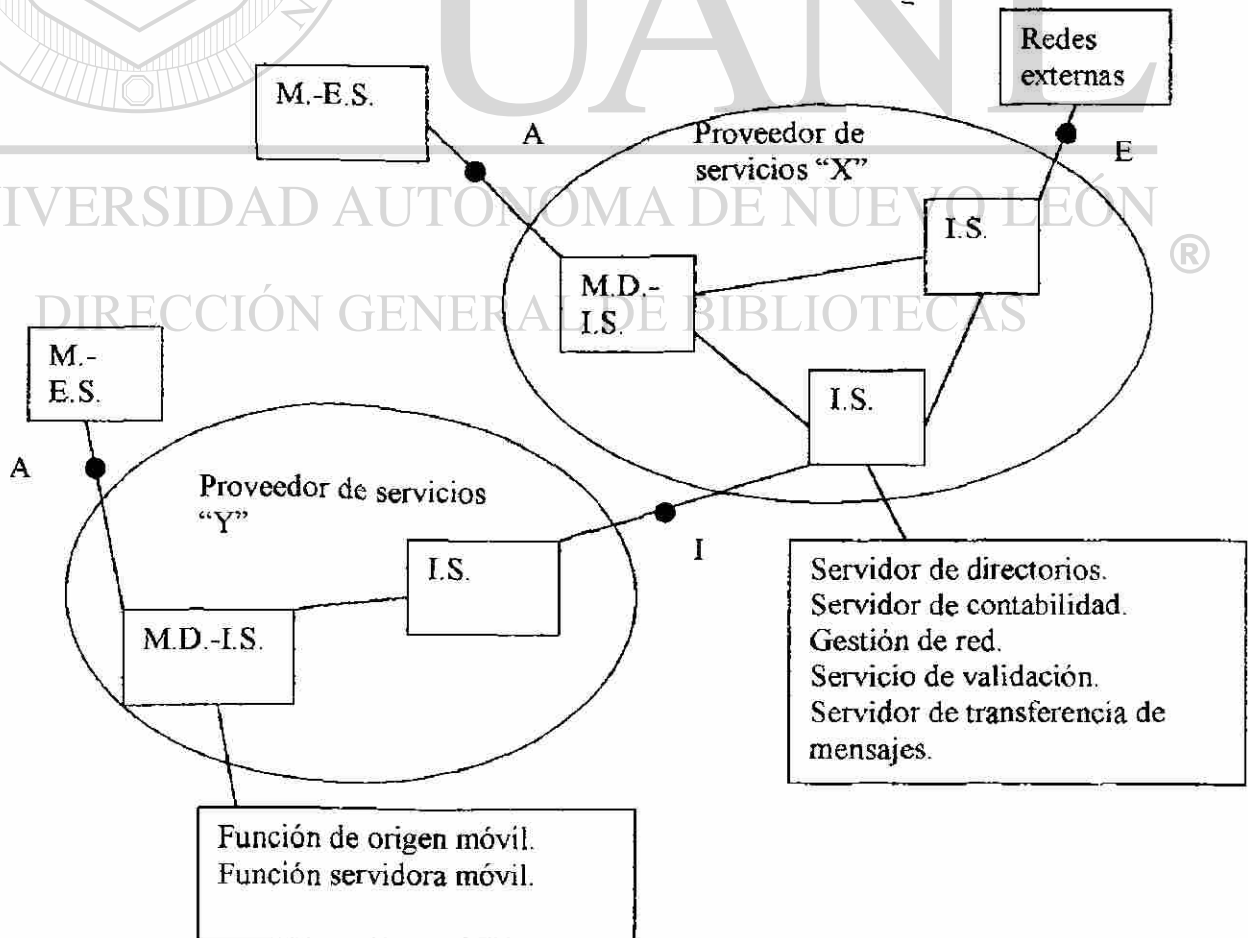 UANL
Redes
externas
M.-E.S.
A
Proveedor de
servicios “X”
E
UNIVERSIDAD AUTÓNOMA DE NUEVO LEÓN
®
I.S.
M.D.-
I.S.
DIRECCIÓN GENERAL DE BIBLIOTECAS
M.-
E.S.
I.S.
A
Proveedor de servicios
“Y”
I
I.S.
M.D.-I.S.
Servidor de directorios.
Servidor de contabilidad.
Gestión de red.
Servicio de validación.
Servidor de transferencia de
mensajes.
Función de origen móvil.
Función servidora móvil.